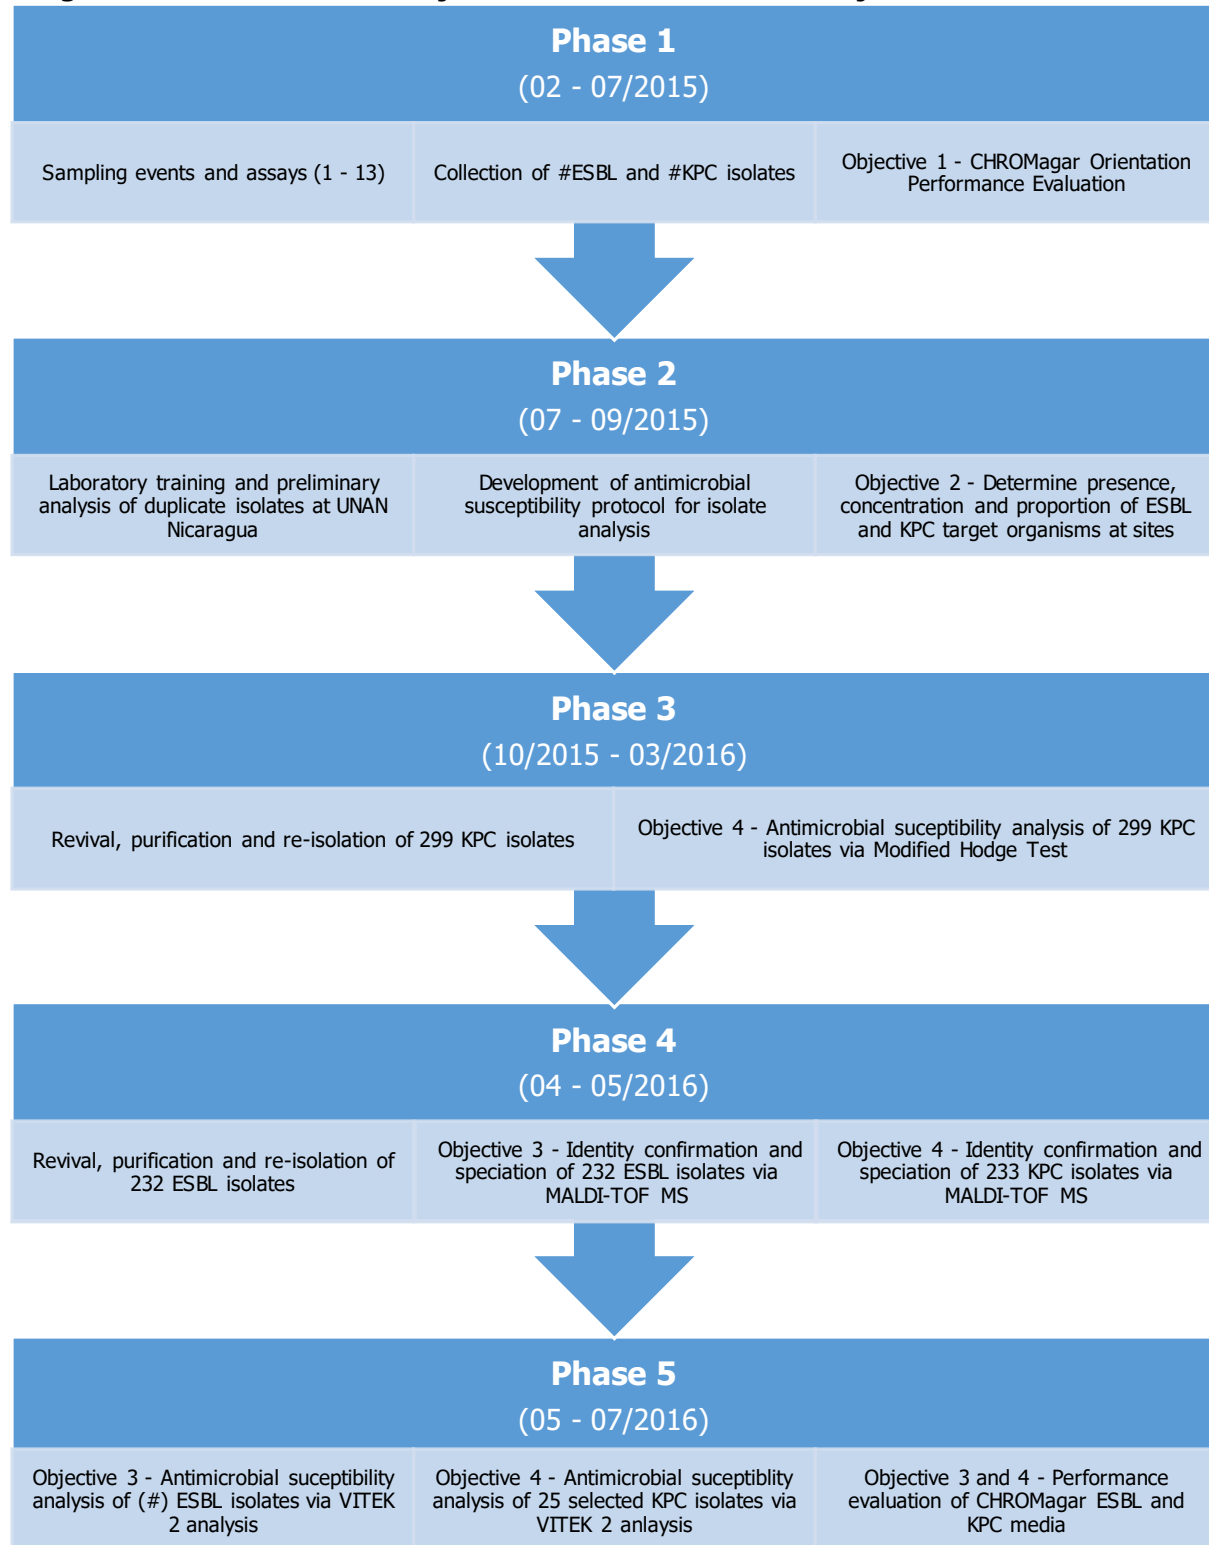 Phase 1
(02 - 07/2015)
Sampling events and assays (1 - 13)
Collection of #ESBL and #KPC isolates
Objective 1 - CHROMagar Orientation
Performance Evaluation
Phase 2
(07 - 09/2015)
Laboratory training and preliminary
analysis of duplicate isolates at UNAN
Nicaragua
Development of antimicrobial
susceptibility protocol for isolate
analysis
Objective 2 - Determine presence,
concentration and proportion of ESBL
and KPC target organisms at sites
Phase 3
(10/2015 - 03/2016)
Revival, purification and re-isolation of 299 KPC isolates
Objective 4 - Antimicrobial suceptibility analysis of 299 KPC
isolates via Modified Hodge Test
Phase 4
(04 - 05/2016)
Revival, purification and re-isolation of
232 ESBL isolates
Objective 3 - Identity confirmation and
speciation of 232 ESBL isolates via
MALDI-TOF MS
Objective 4 - Identity confirmation and
speciation of 233 KPC isolates via
MALDI-TOF MS
Phase 5
(05 - 07/2016)
Objective 3 - Antimicrobial suceptibility
analysis of (#) ESBL isolates via VITEK
2 analysis
Objective 4 - Antimicrobial suceptiblity
analysis of 25 selected KPC isolates via
VITEK 2 anlaysis
Objective 3 and 4 - Performance
evaluation of CHROMagar ESBL and
KPC media